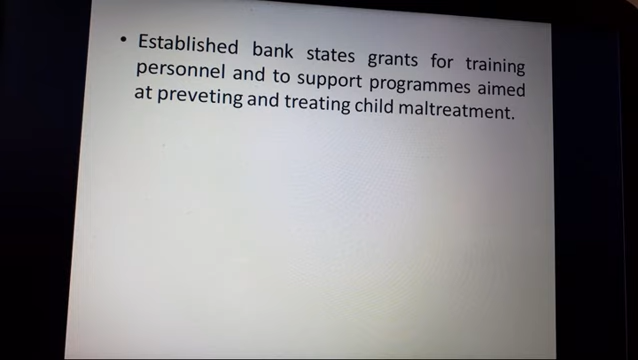 • Established bank states grants for training
personnel and to support programmes aimed
at preveting and treating child maltreatment.